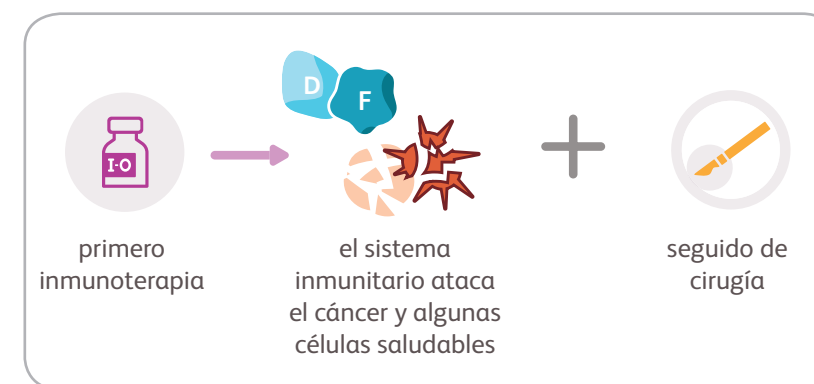 D
F
I-O
primero
inmunoterapia
el sistema
inmunitario ataca
el cáncer y algunas
células saludables
seguido de
cirugía